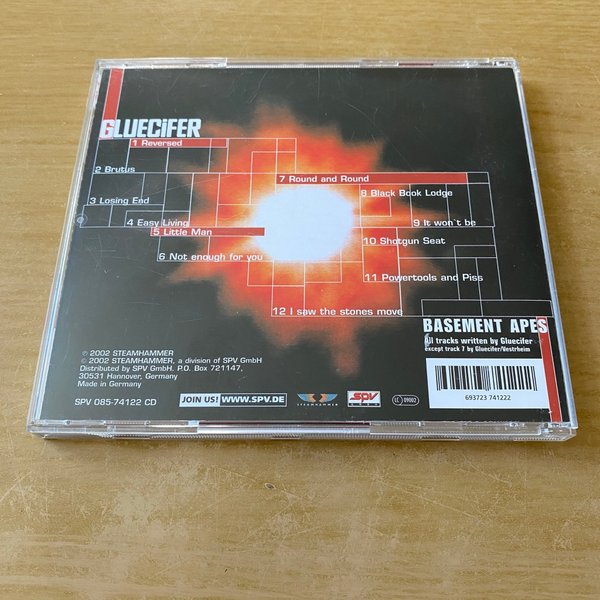 GLUECiFER
1 Reversed
2 Brutus
3 Losing End
4 Easy Living
5 Little Man
6 Not enough for you
7 Round and Round
8 Black Book Lodge
9 It won't be
10 Shotgun Seat
11 Powertools and Piss
12 I saw the stones move
BASEMENT APES
All tracks written by Gluecifer
except track 7 by Gluecifer/Vestrheim
℗ 2002 STEAMHAMMER
© 2002 STEAMHAMMER, a division of SPV GmbH
Distributed by SPV GmbH. P.O. Box 721147,
30531 Hannover, Germany
Made in Germany
SPV 085-74122 CD
JOIN US! WWW.SPV.DE
STEAMHAMMER
SPV
LC 09002
693723 741222